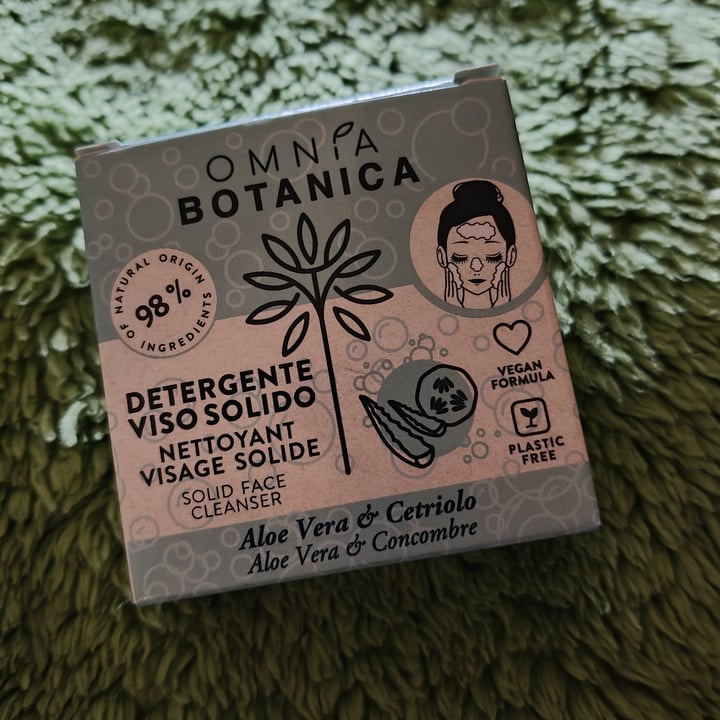 OMNIA
BOTANICA
98%
OF NATURAL ORIGIN
INGREDIENTS
DETERGENTE
VISO SOLIDO
NETTOYANT
VISAGE SOLIDE
SOLID FACE
CLEANSER
VEGAN
FORMULA
PLASTIC
FREE
Aloe Vera & Cetriolo
Aloe Vera & Concombre